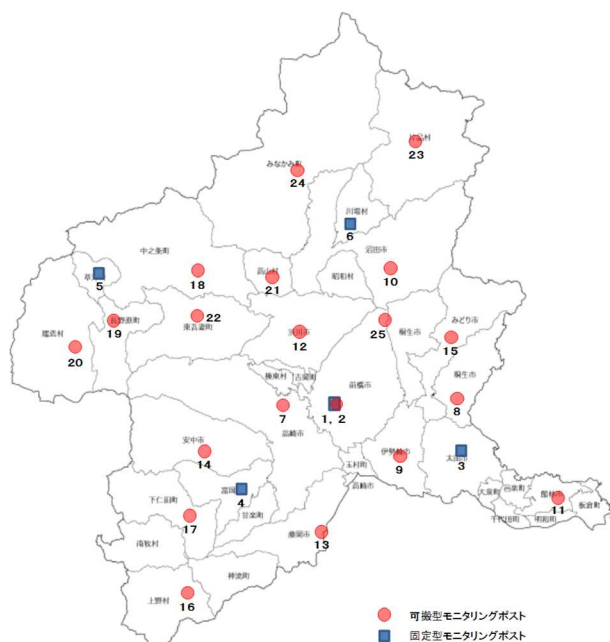 片品村
23
みなかみ町
24
川場村
6
中之条町
沼田市
5
高山村
昭和村
18
21
10
嬬恋村
長野原町
22
19
東吾妻町
25
桐生市
みどり市
20
渋川市
12
15
榛東村
吉岡町
前橋市
桐生市
7
1, 2
8
高崎市
安中市
14
伊勢崎市
9
太田市
3
玉村町
富岡
4
高崎市
大泉町
邑楽町
館林市
板倉町
11
下仁田町
甘楽町
千代田町
明和町
17
藤岡市
13
南牧村
神流町
上野村
16
可搬型モニタリングポスト
固定型モニタリングポスト